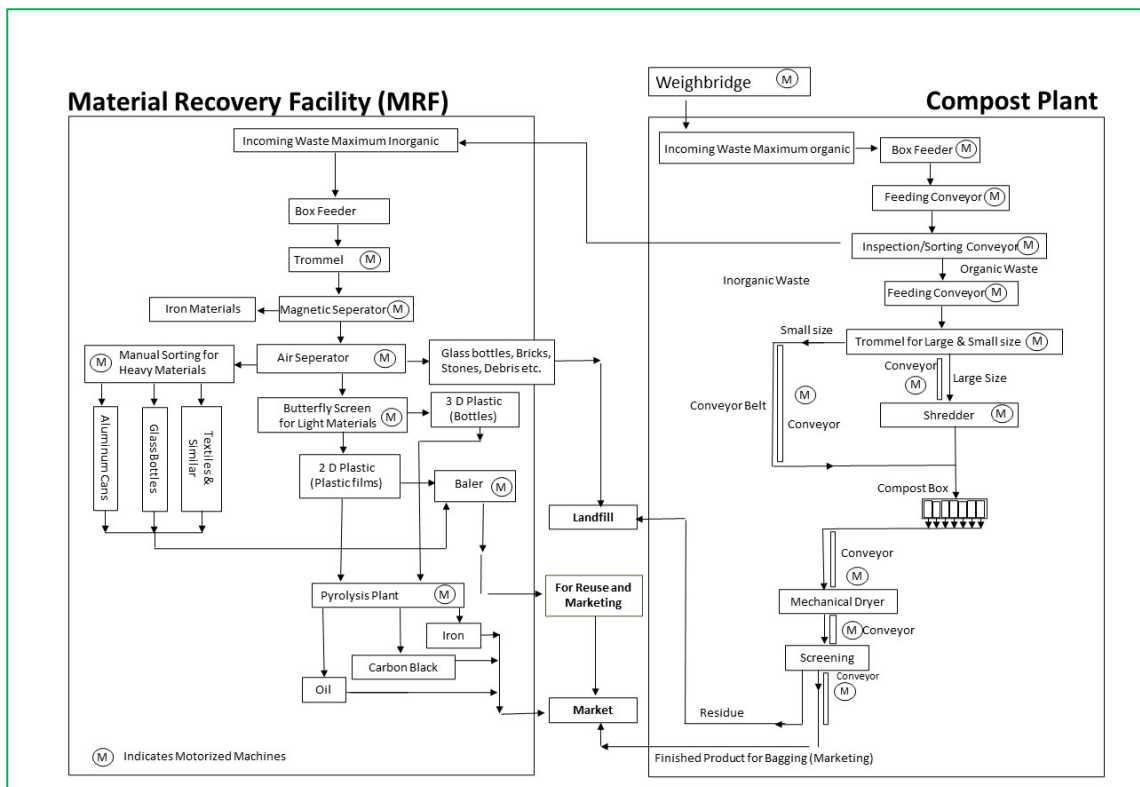 Weighbridge M
Material Recovery Facility (MRF)
Compost Plant
Incoming Waste Maximum Inorganic
Box Feeder
Trommel M
Iron Materials
Magnetic Seperator M
M Manual Sorting for
Heavy Materials
Air Seperator M
Glass bottles, Bricks,
Stones, Debris etc.
Butterfly Screen
for Light Materials M
3 D Plastic
(Bottles)
Aluminum Cans
Glass Bottles
Textiles &
Similar
2 D Plastic
(Plastic films)
Baler M
Landfill
Pyrolysis Plant M
For Reuse and
Marketing
Iron
Carbon Black
Oil
Market
M Indicates Motorized Machines
Incoming Waste Maximum organic
Box Feeder M
Feeding Conveyor M
Inspection/Sorting Conveyor M
Inorganic Waste
Organic Waste
Feeding Conveyor M
Small size
Trommel for Large & Small size M
Conveyor
M
Large Size
Conveyor Belt
M
Conveyor
Shredder M
Compost Box
Conveyor
M
Mechanical Dryer
M Conveyor
Screening
Conveyor
M
Residue
Finished Product for Bagging (Marketing)